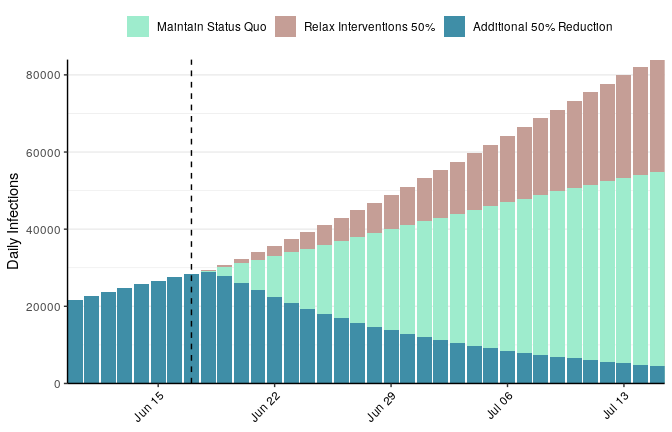 Maintain Status Quo Relax Interventions 50% Additional 50% Reduction
Daily Infections
80000
60000
40000
20000
0
Jun 15 Jun 22 Jun 29 Jul 06 Jul 13